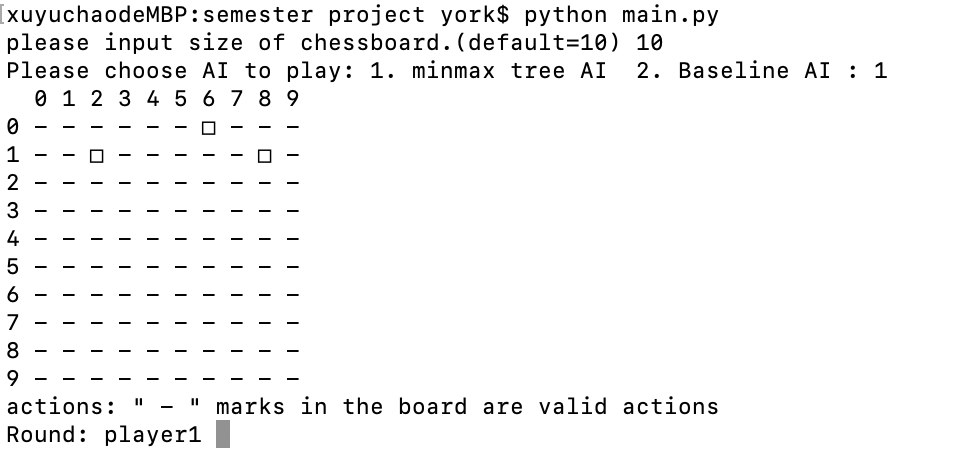 [xuyuchaodeMBP:semester project york$ python main.py
please input size of chessboard.(default=10) 10
Please choose AI to play: 1. minmax tree AI  2. Baseline AI : 1
  0 1 2 3 4 5 6 7 8 9
0 - - - - - - □ - - -
1 - - □ - - - - - □ -
2 - - - - - - - - - -
3 - - - - - - - - - -
4 - - - - - - - - - -
5 - - - - - - - - - -
6 - - - - - - - - - -
7 - - - - - - - - - -
8 - - - - - - - - - -
9 - - - - - - - - - -
actions: " - " marks in the board are valid actions
Round: player1